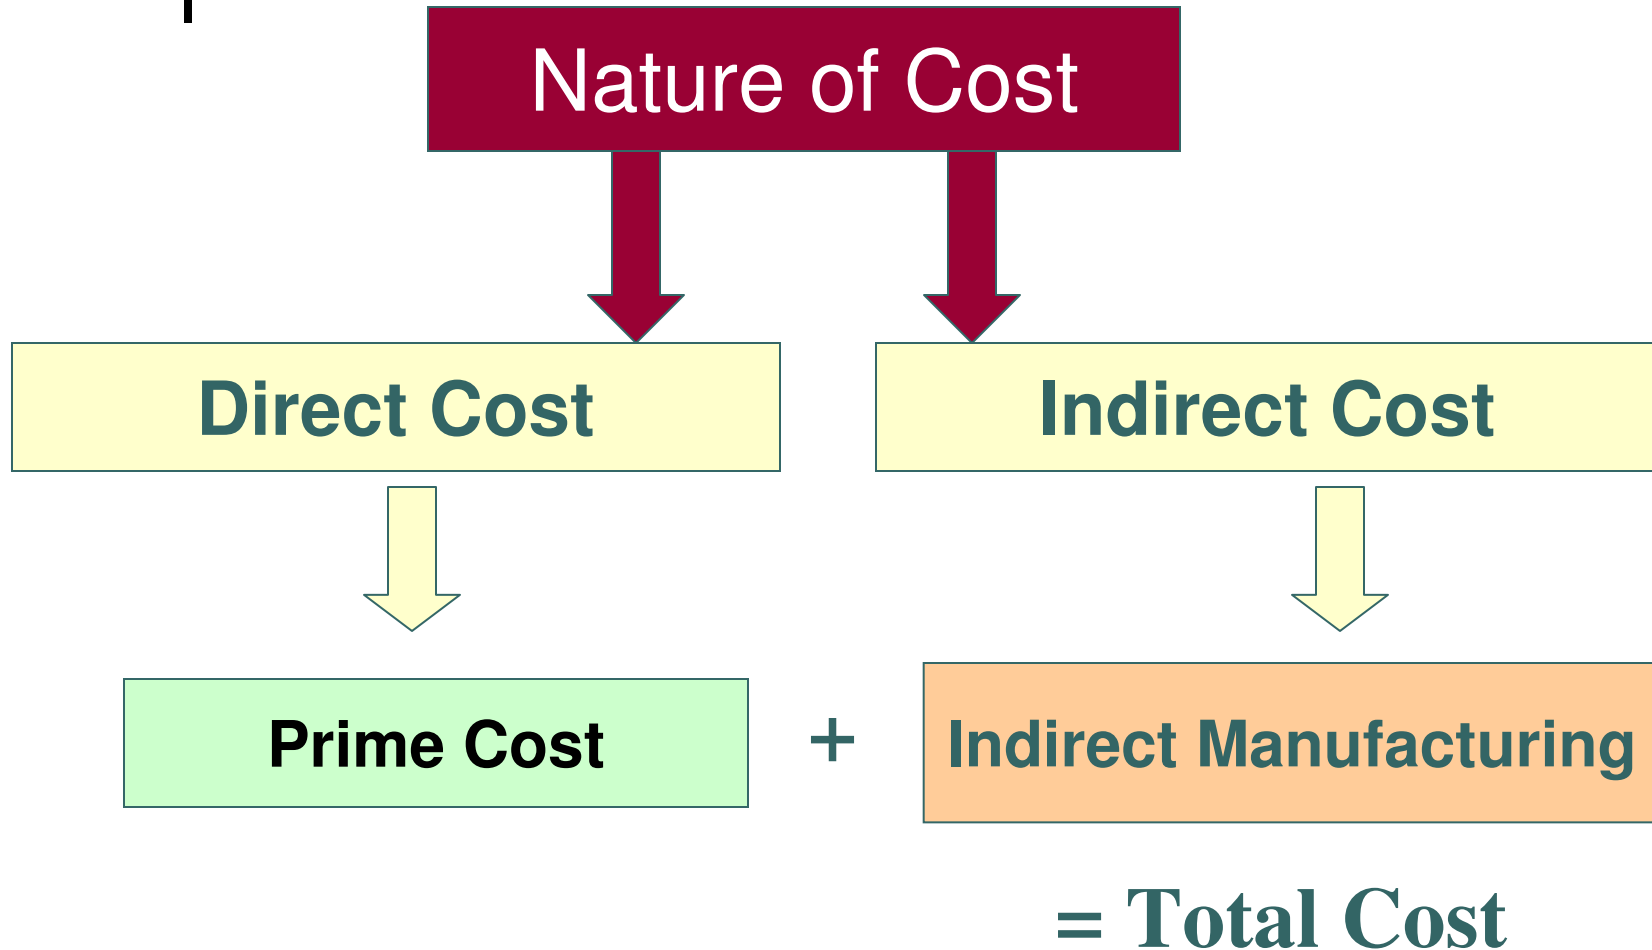 Nature of Cost
Direct Cost
Indirect Cost
Prime Cost
+
Indirect Manufacturing
= Total Cost